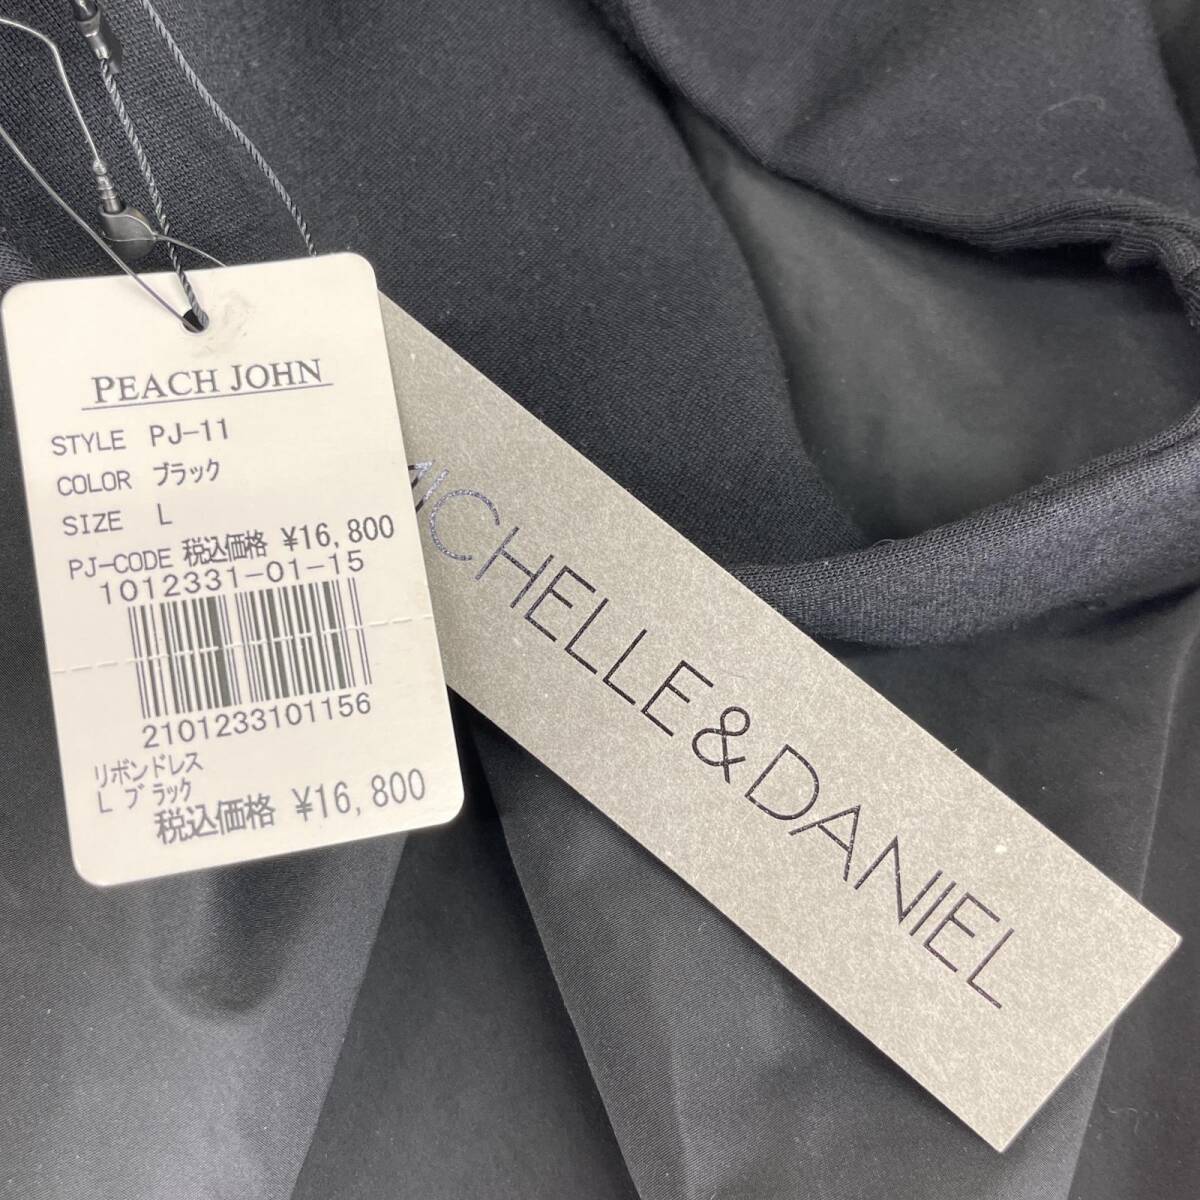 PEACH JOHN
STYLE PJ-11
COLOR ブラック
SIZE L
PJ-CODE 税込価格 ¥16,800
1012331-01-15
2101233101156
リボンドレス
L ブラック
税込価格 ¥16,800
MICHELLE & DANIEL